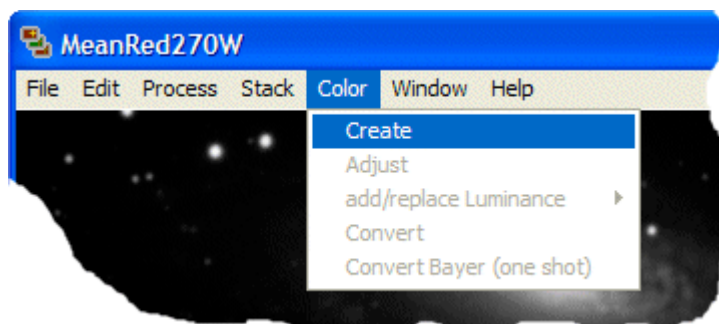 MeanRed270W
File Edit Process Stack Color Window Help
Create
Adjust
add/replace Luminance
Convert
Convert Bayer (one shot)